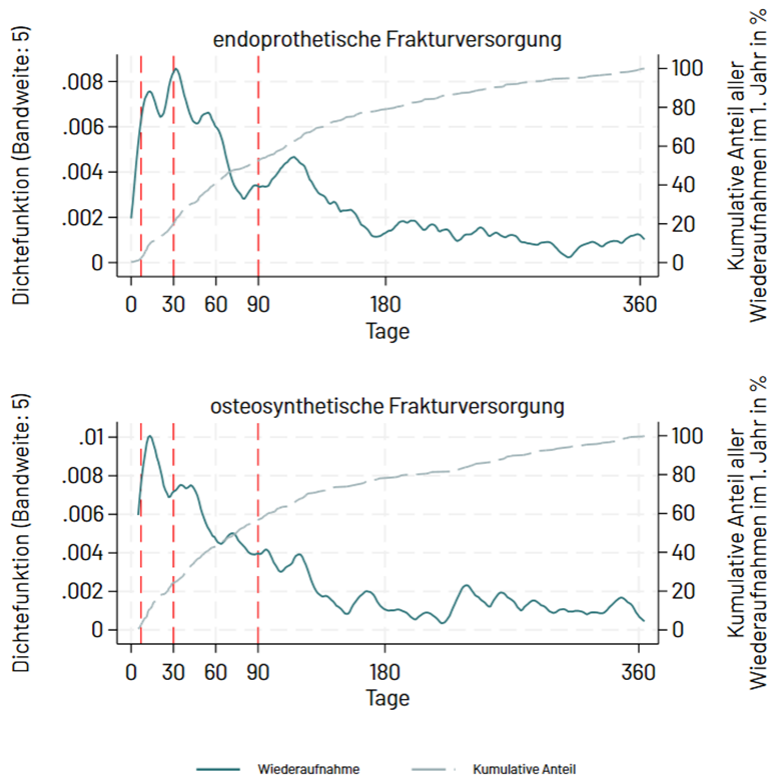 endoprothetische Frakturversorgung
Dichtefunktion (Bandweite: 5)
.008
.006
.004
.002
0
100
80
60
40
20
0
Kumulative Anteil aller
Wiederaufnahmen im 1. Jahr in %
0 30 60 90 180 360
Tage
osteosynthetische Frakturversorgung
Dichtefunktion (Bandweite: 5)
.01
.008
.006
.004
.002
0
100
80
60
40
20
0
Kumulative Anteil aller
Wiederaufnahmen im 1. Jahr in %
0 30 60 90 180 360
Tage
Wiederaufnahme Kumulative Anteil